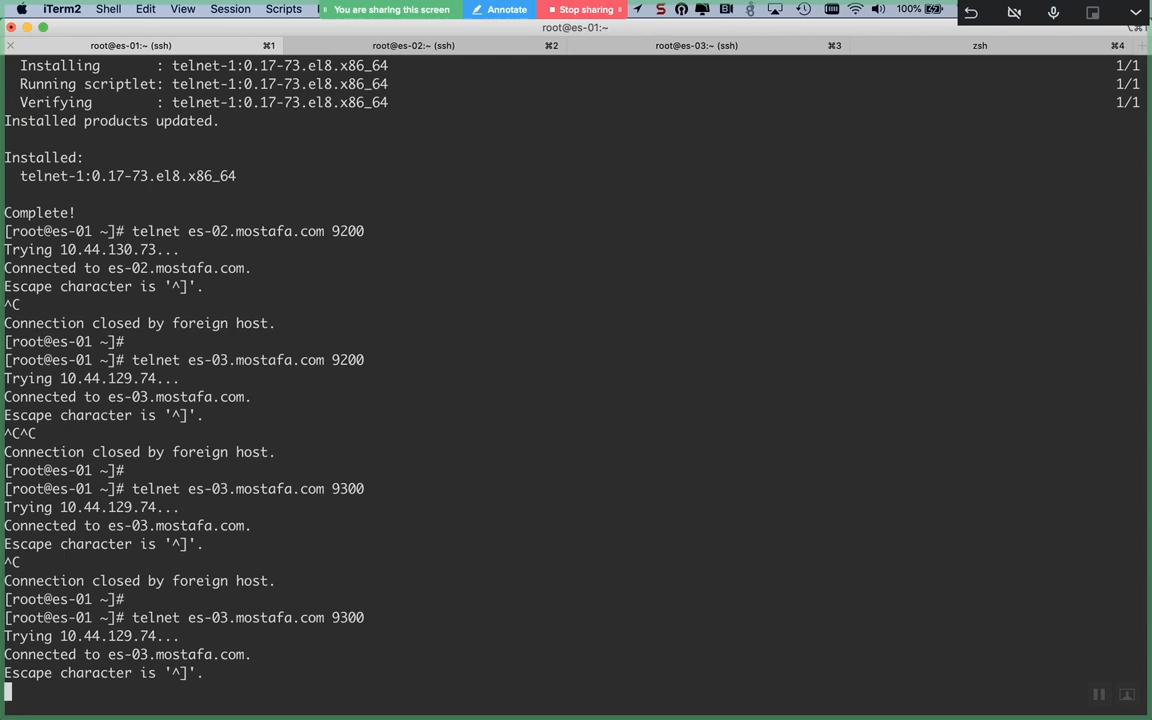 iTerm2 Shell Edit View Session Scripts You are sharing this screen Annotate Stop sharing 100%
root@es-01:~ (ssh)
root@es-01:~ (ssh) ⌘1 root@es-02:~ (ssh) ⌘2 root@es-03:~ (ssh) ⌘3 zsh ⌘4
Installing : telnet-1:0.17-73.el8.x86_64 1/1
Running scriptlet: telnet-1:0.17-73.el8.x86_64 1/1
Verifying : telnet-1:0.17-73.el8.x86_64 1/1
Installed products updated.
Installed:
telnet-1:0.17-73.el8.x86_64
Complete!
[root@es-01 ~]# telnet es-02.mostafa.com 9200
Trying 10.44.130.73...
Connected to es-02.mostafa.com.
Escape character is '^]'.
^C
Connection closed by foreign host.
[root@es-01 ~]#
[root@es-01 ~]# telnet es-03.mostafa.com 9200
Trying 10.44.129.74...
Connected to es-03.mostafa.com.
Escape character is '^]'.
^C^C
Connection closed by foreign host.
[root@es-01 ~]#
[root@es-01 ~]# telnet es-03.mostafa.com 9300
Trying 10.44.129.74...
Connected to es-03.mostafa.com.
Escape character is '^]'.
^C
Connection closed by foreign host.
[root@es-01 ~]#
[root@es-01 ~]# telnet es-03.mostafa.com 9300
Trying 10.44.129.74...
Connected to es-03.mostafa.com.
Escape character is '^]'.